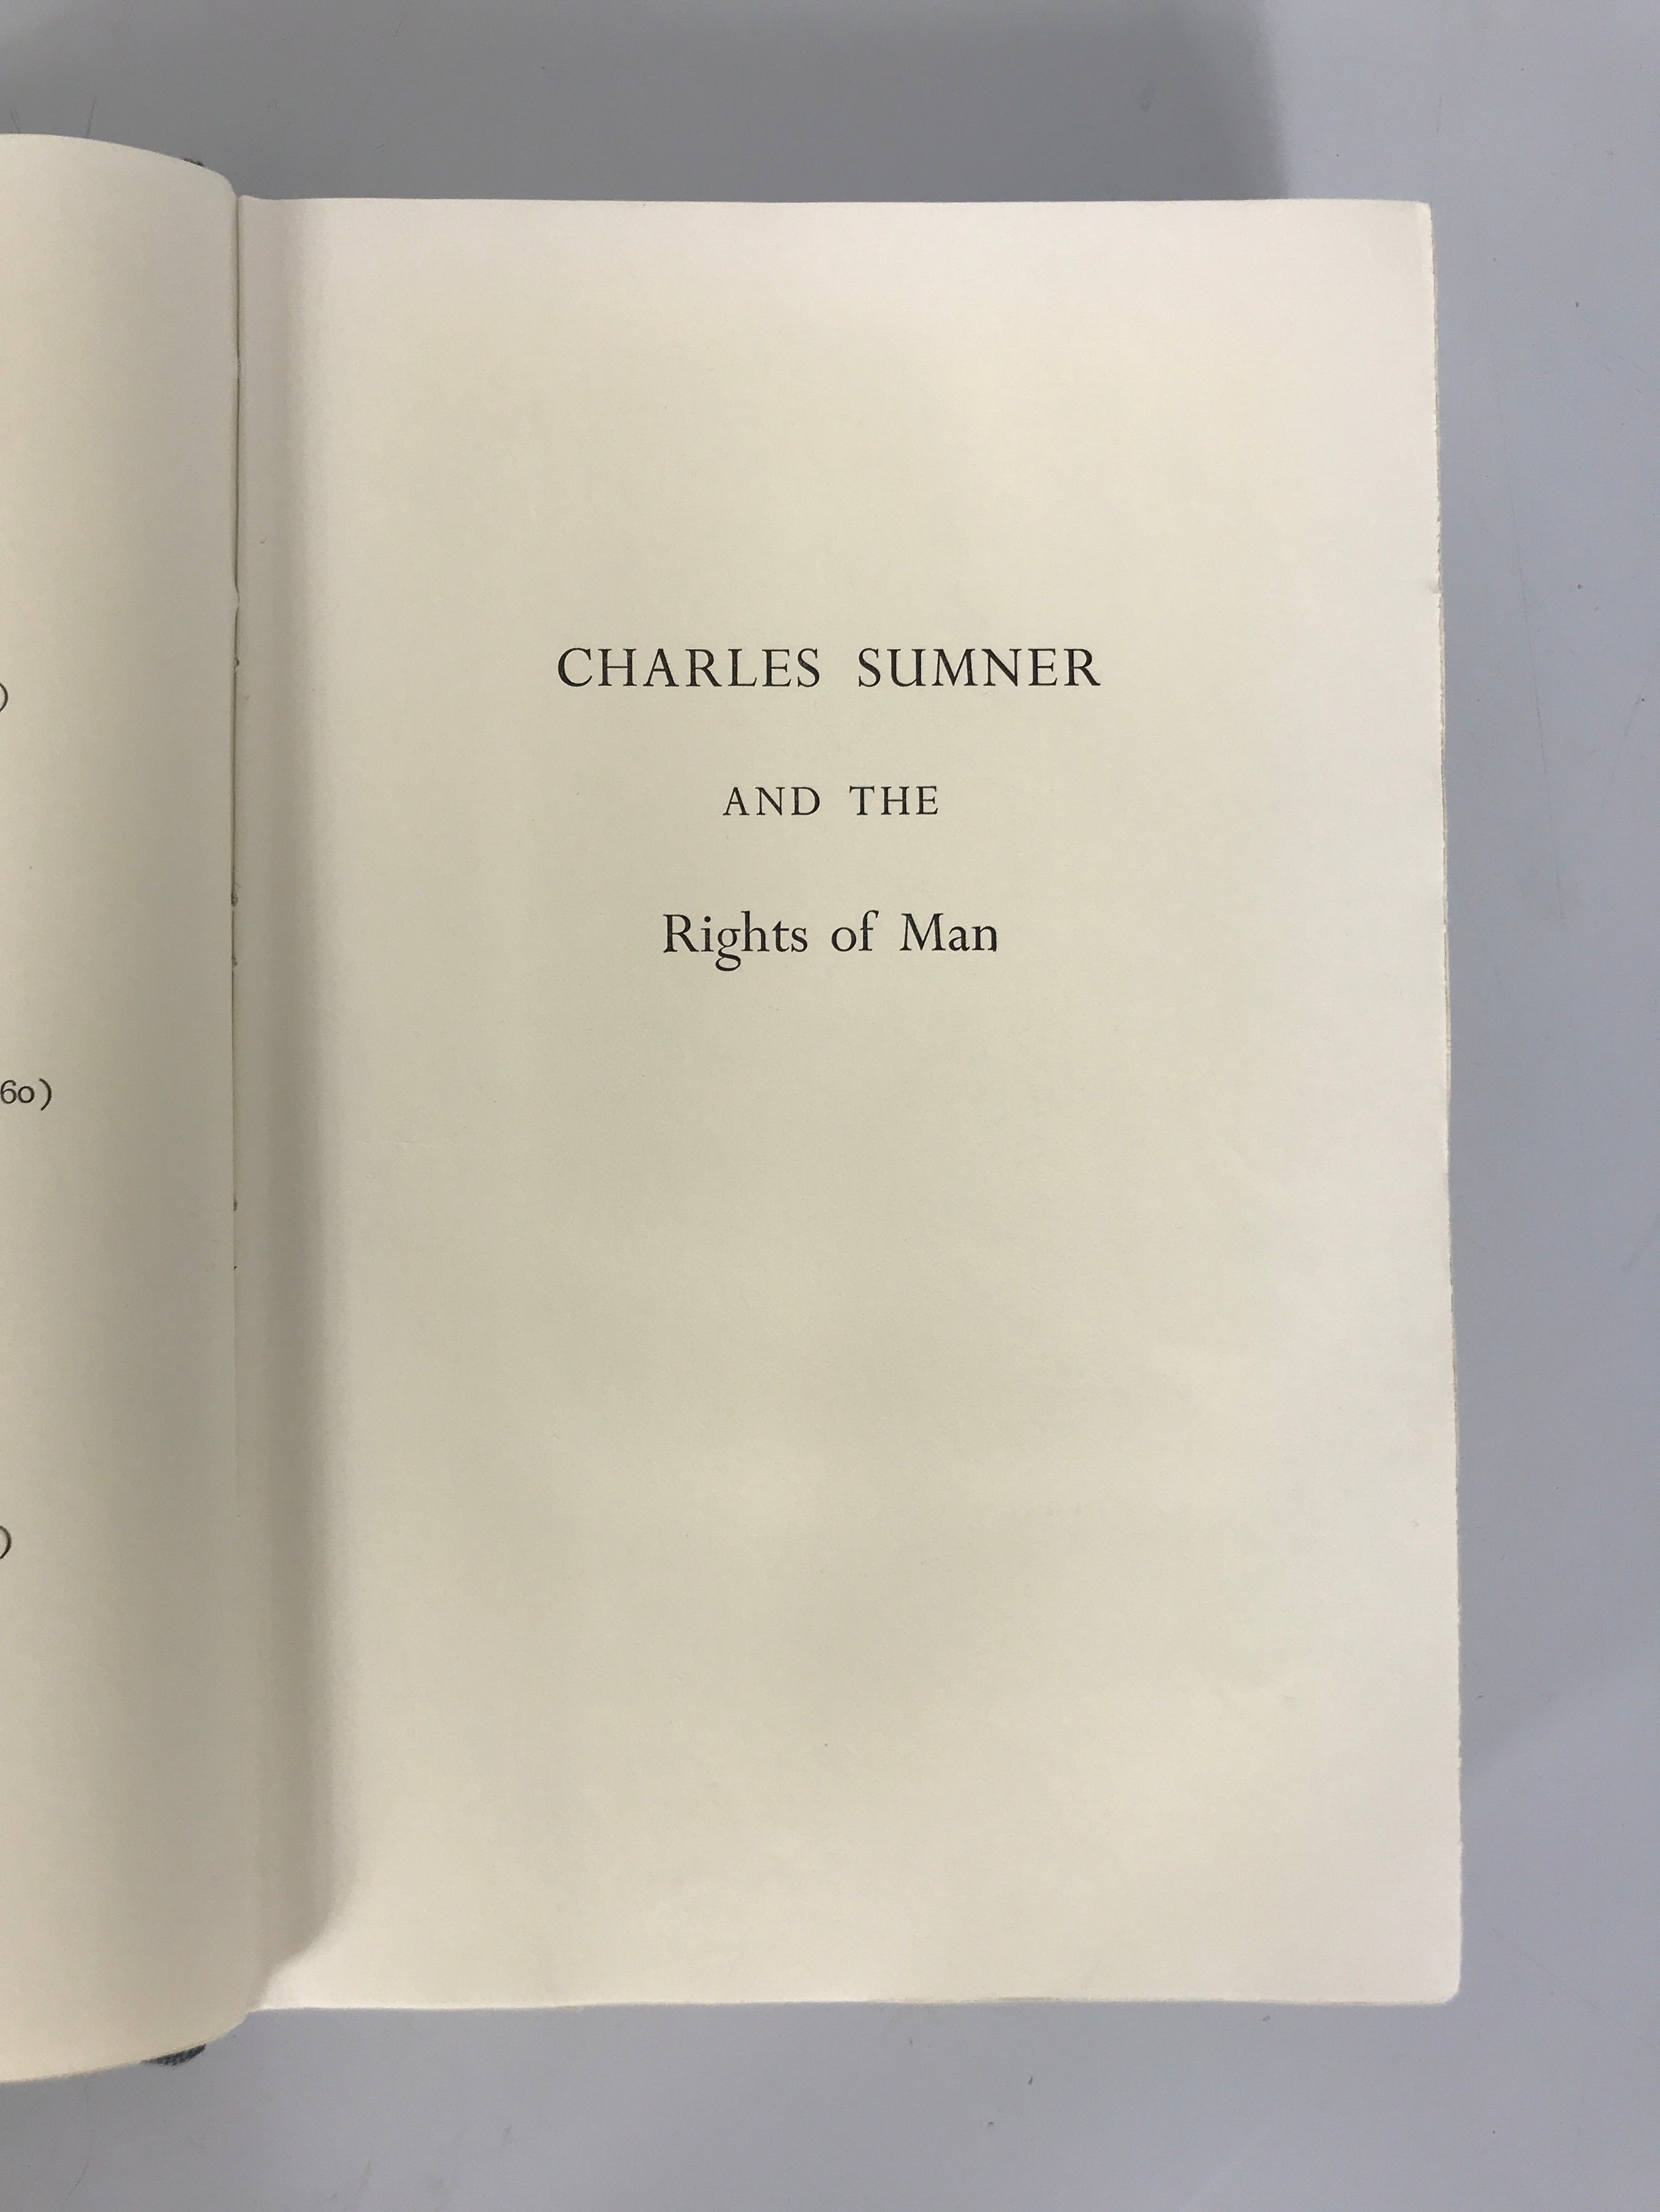 )
60)
)
CHARLES SUMNER
AND THE
Rights of Man